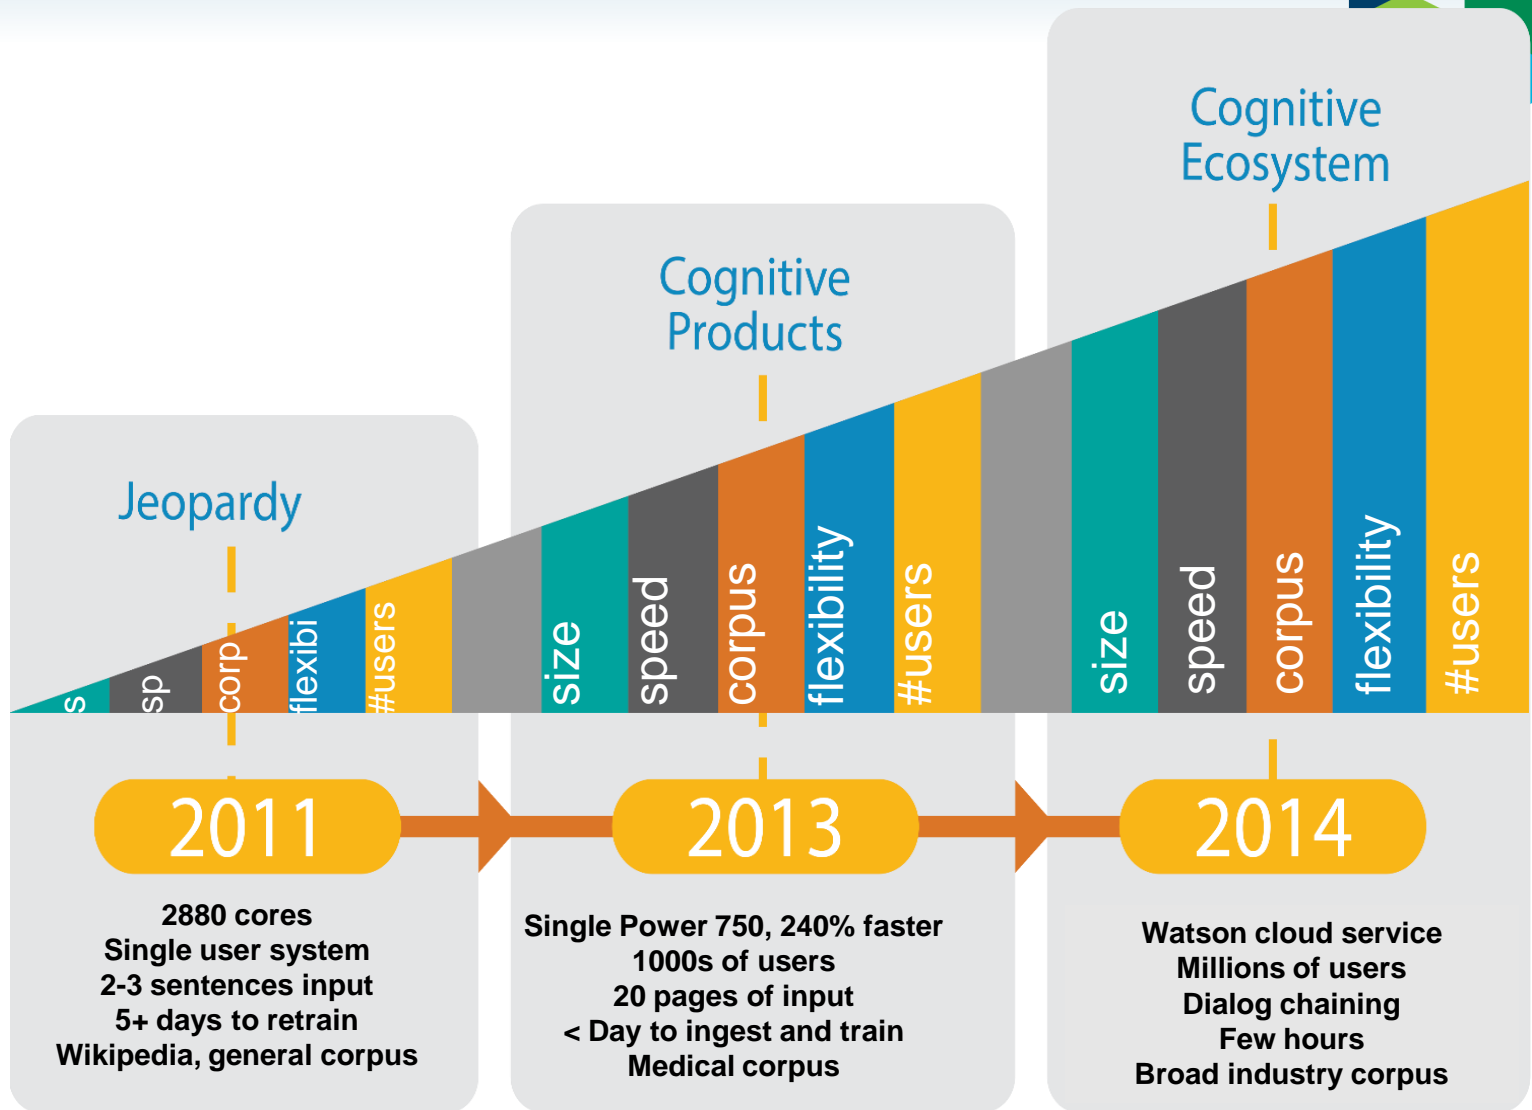 Cognitive
Ecosystem
Cognitive
Products
Jeopardy
s
sp
corp
flexibi
#users
size
speed
corpus
flexibility
#users
size
speed
corpus
flexibility
#users
2011
2013
2014
2880 cores
Single user system
2-3 sentences input
5+ days to retrain
Wikipedia, general corpus
Single Power 750, 240% faster
1000s of users
20 pages of input
< Day to ingest and train
Medical corpus
Watson cloud service
Millions of users
Dialog chaining
Few hours
Broad industry corpus